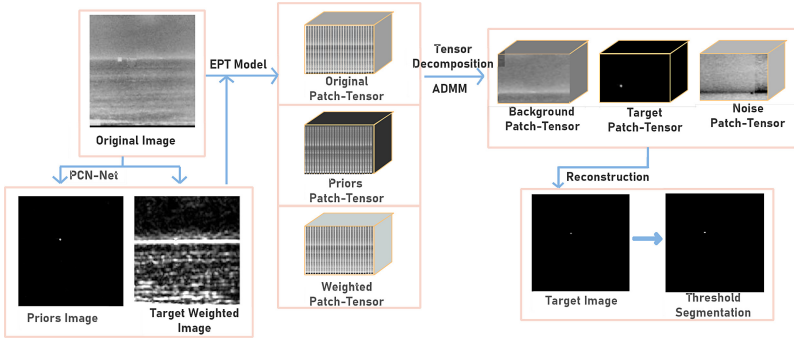 Original Image
PCN-Net
Priors Image
Target Weighted
Image
EPT Model
Original
Patch-Tensor
Priors
Patch-Tensor
Weighted
Patch-Tensor
Tensor
Decomposition
ADMM
Background
Patch-Tensor
Target
Patch-Tensor
Noise
Patch-Tensor
Reconstruction
Target Image
Threshold
Segmentation